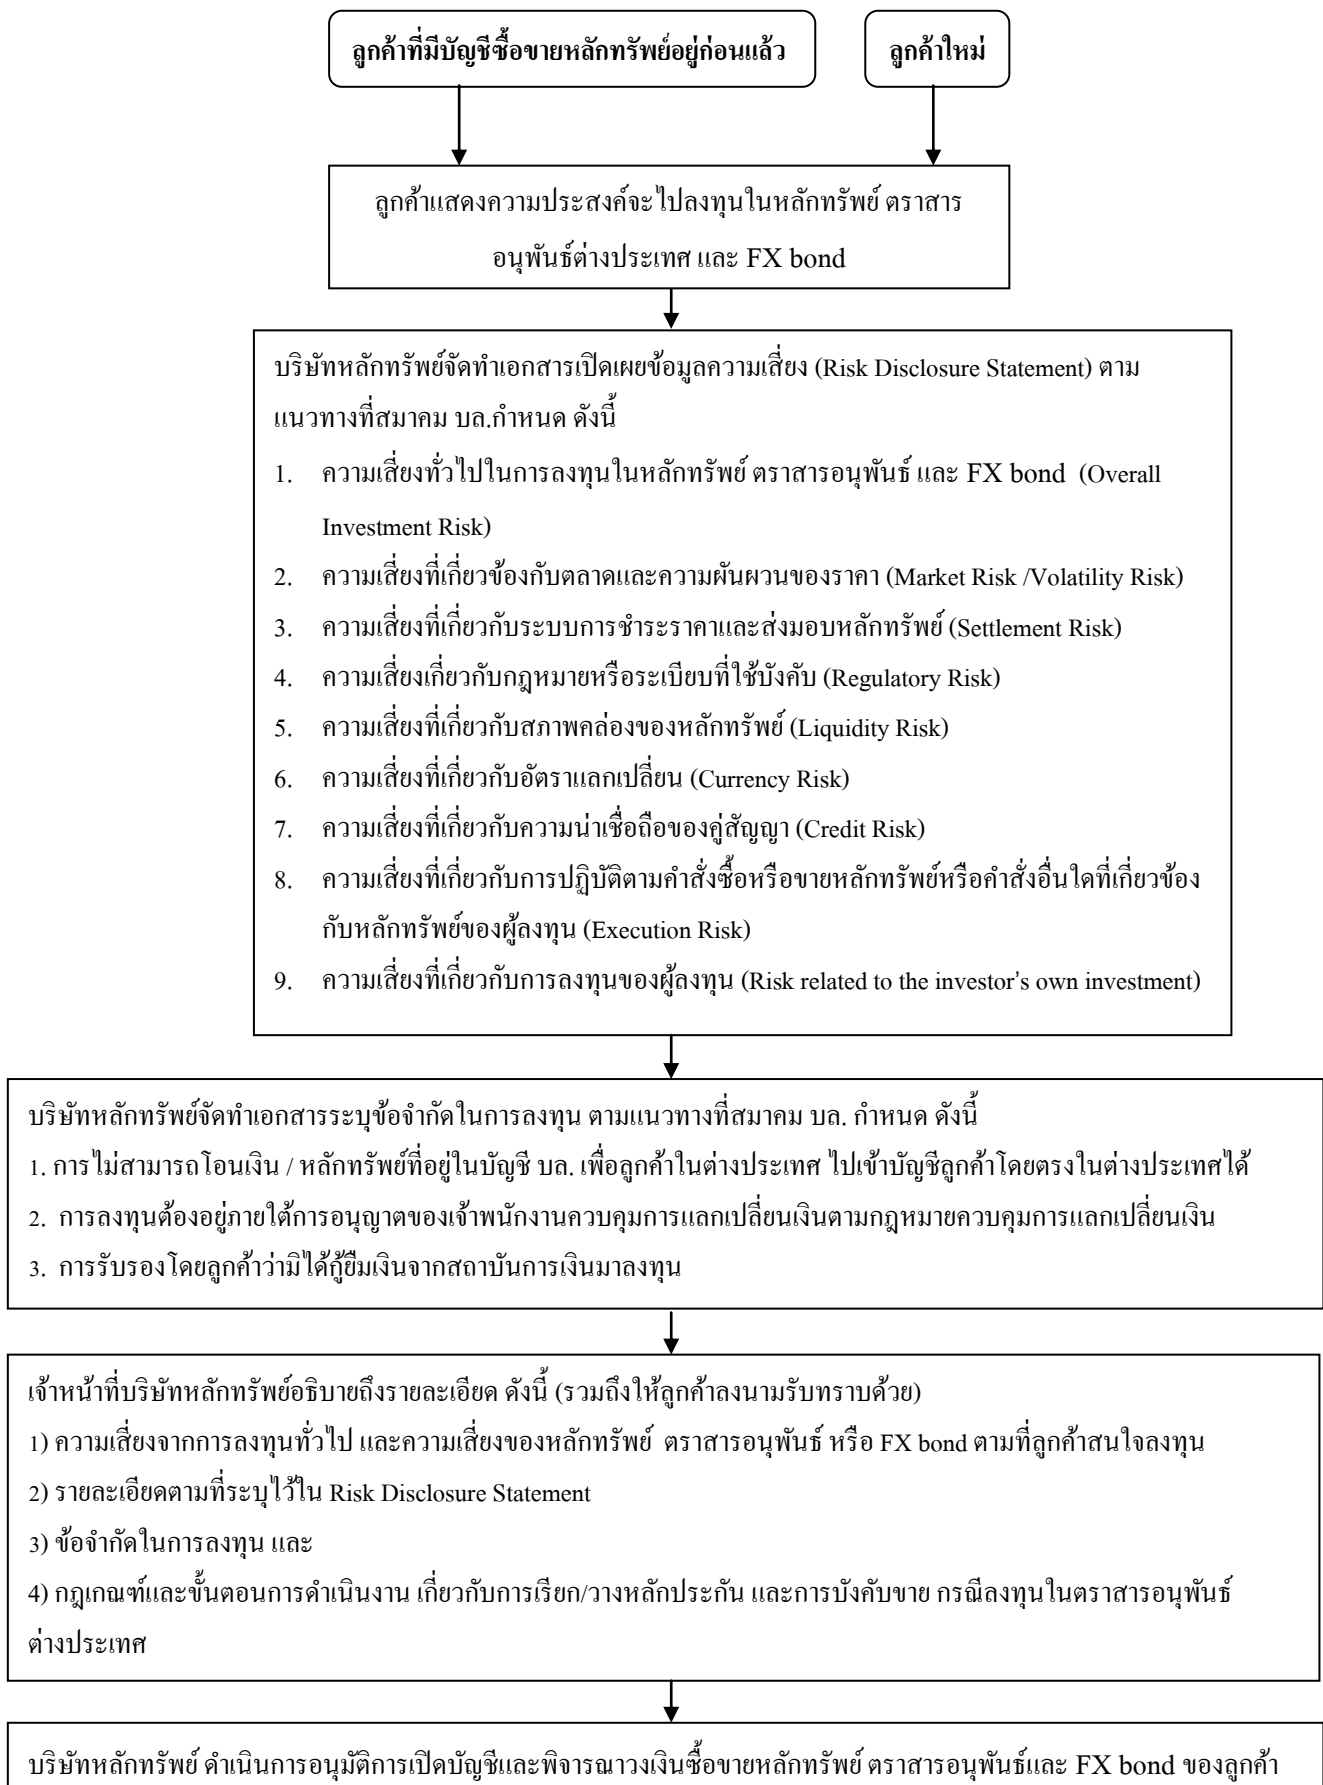 ลูกค้าที่มีบัญชีซื้อขายหลักทรัพย์อยู่ก่อนแล้ว
ลูกค้าใหม่
ลูกค้าแสดงความประสงค์จะไปลงทุนในหลักทรัพย์ ตราสาร
อนุพันธ์ต่างประเทศ และ FX bond
บริษัทหลักทรัพย์จัดทำเอกสารเปิดเผยข้อมูลความเสี่ยง (Risk Disclosure Statement) ตาม
แนวทางที่สมาคม บล.กำหนด ดังนี้
1. ความเสี่ยงทั่วไปในการลงทุนในหลักทรัพย์ ตราสารอนุพันธ์ และ FX bond (Overall
Investment Risk)
2. ความเสี่ยงที่เกี่ยวข้องกับตลาดและความผันผวนของราคา (Market Risk /Volatility Risk)
3. ความเสี่ยงที่เกี่ยวกับระบบการชำระราคาและส่งมอบหลักทรัพย์ (Settlement Risk)
4. ความเสี่ยงเกี่ยวกับกฎหมายหรือระเบียบที่ใช้บังคับ (Regulatory Risk)
5. ความเสี่ยงที่เกี่ยวกับสภาพคล่องของหลักทรัพย์ (Liquidity Risk)
6. ความเสี่ยงที่เกี่ยวกับอัตราแลกเปลี่ยน (Currency Risk)
7. ความเสี่ยงที่เกี่ยวกับความน่าเชื่อถือของคู่สัญญา (Credit Risk)
8. ความเสี่ยงที่เกี่ยวกับการปฏิบัติตามคำสั่งซื้อหรือขายหลักทรัพย์หรือคำสั่งอื่นใดที่เกี่ยวข้อง
กับหลักทรัพย์ของผู้ลงทุน (Execution Risk)
9. ความเสี่ยงที่เกี่ยวกับการลงทุนของผู้ลงทุน (Risk related to the investor's own investment)
บริษัทหลักทรัพย์จัดทำเอกสารระบุข้อจำกัดในการลงทุน ตามแนวทางที่สมาคม บล. กำหนด ดังนี้
1. การไม่สามารถโอนเงิน / หลักทรัพย์ที่อยู่ในบัญชี บล. เพื่อลูกค้าในต่างประเทศ ไปเข้าบัญชีลูกค้าโดยตรงในต่างประเทศได้
2. การลงทุนต้องอยู่ภายใต้การอนุญาตของเจ้าพนักงานควบคุมการแลกเปลี่ยนเงินตามกฎหมายควบคุมการแลกเปลี่ยนเงิน
3. การรับรองโดยลูกค้าว่ามิได้กู้ยืมเงินจากสถาบันการเงินมาลงทุน
เจ้าหน้าที่บริษัทหลักทรัพย์อธิบายถึงรายละเอียด ดังนี้ (รวมถึงให้ลูกค้าลงนามรับทราบด้วย)
1) ความเสี่ยงจากการลงทุนทั่วไป และความเสี่ยงของหลักทรัพย์ ตราสารอนุพันธ์ หรือ FX bond ตามที่ลูกค้าสนใจลงทุน
2) รายละเอียดตามที่ระบุไว้ใน Risk Disclosure Statement
3) ข้อจำกัดในการลงทุน และ
4) กฎเกณฑ์และขั้นตอนการดำเนินงาน เกี่ยวกับการเรียก/วางหลักประกัน และการบังคับขาย กรณีลงทุนในตราสารอนุพันธ์
ต่างประเทศ
บริษัทหลักทรัพย์ ดำเนินการอนุมัติการเปิดบัญชีและพิจารณาวงเงินซื้อขายหลักทรัพย์ ตราสารอนุพันธ์และ FX bond ของลูกค้า